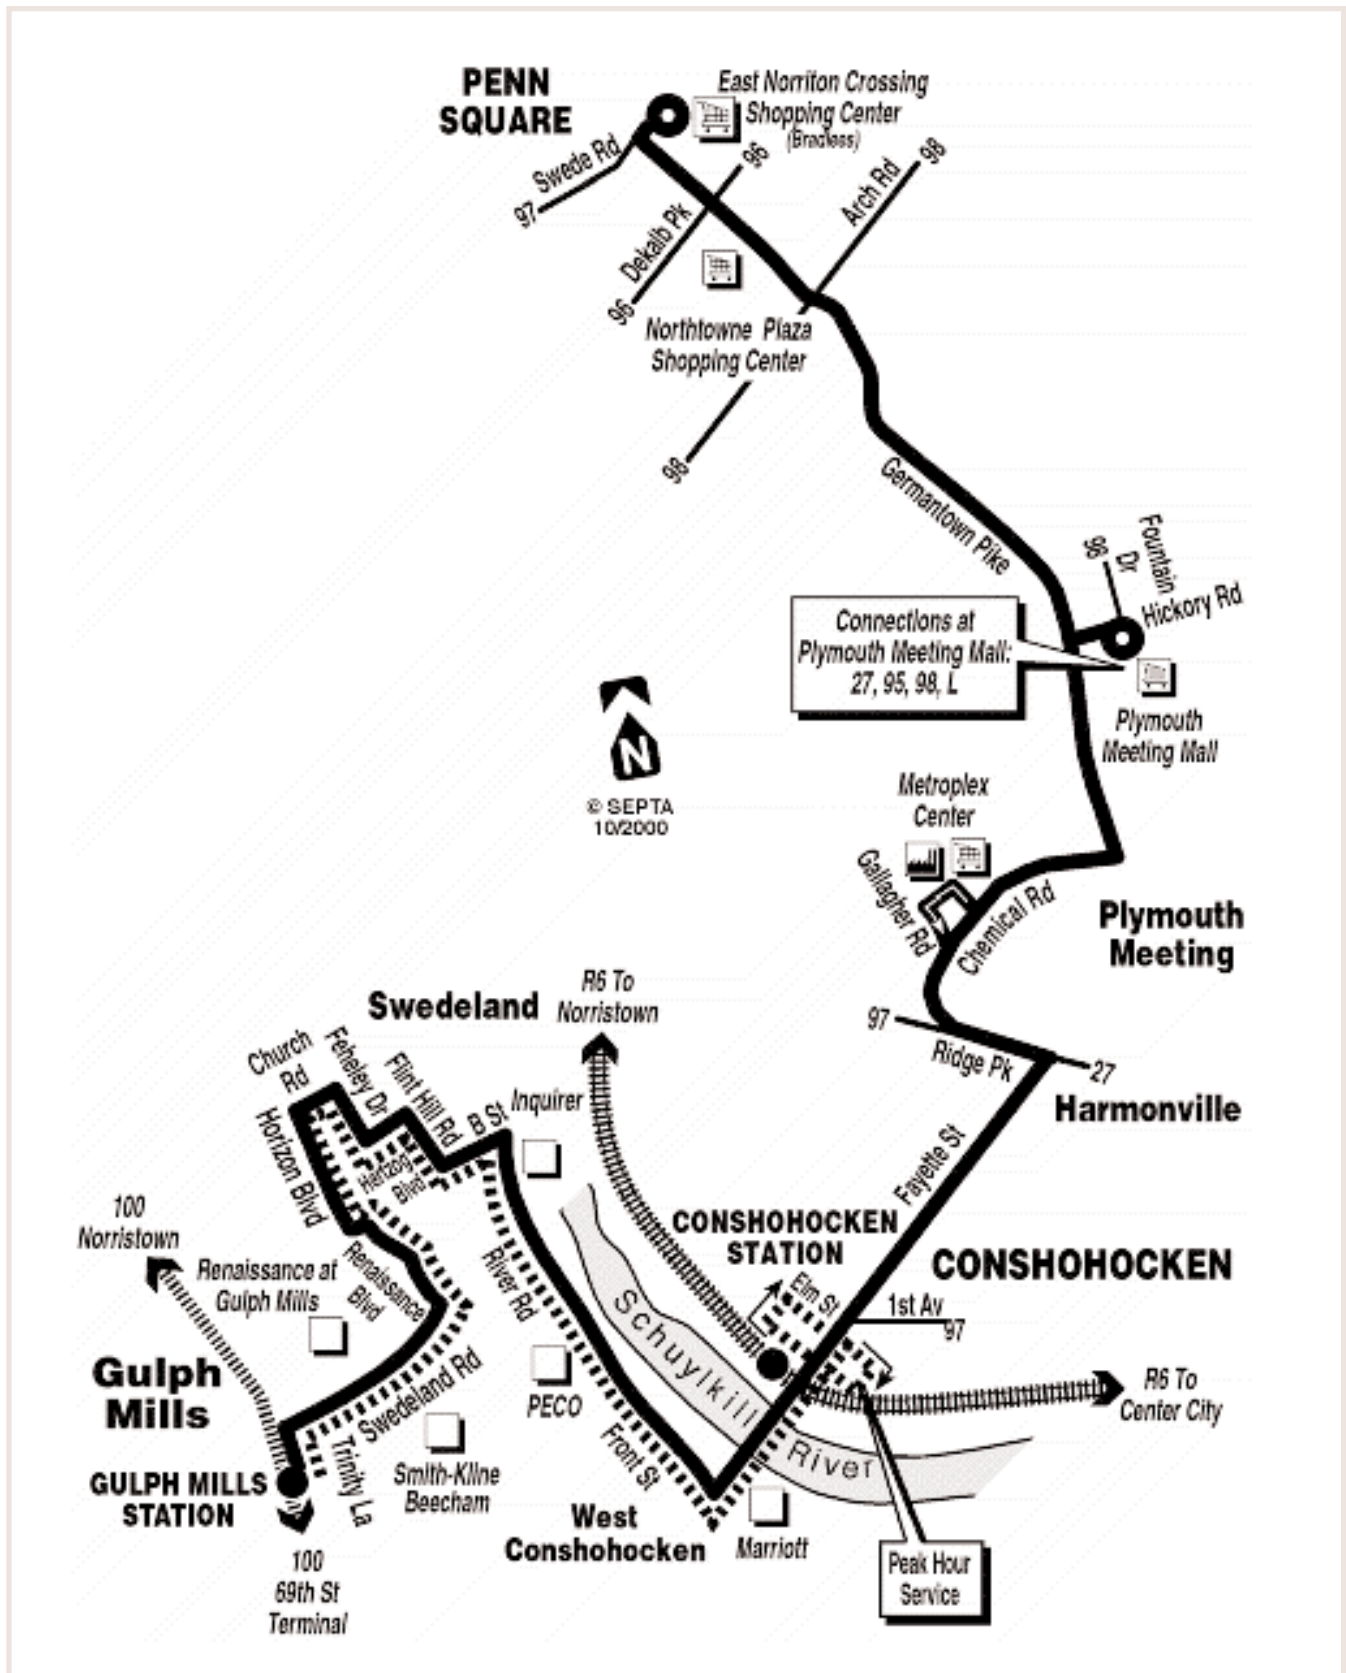 PENN
SQUARE
East Norriton Crossing
Shopping Center
(Bradless)
Swede Rd
97
96
Dekalb Pk
96
Arch Rd
98
Northtowne Plaza
Shopping Center
98
Germantown Pike
98
Fountain
Dr
Hickory Rd
Connections at
Plymouth Meeting Mall:
27, 95, 98, L
Plymouth
Meeting Mall
N
© SEPTA
10/2000
Metroplex
Center
Gallagher Rd
Chemical Rd
Plymouth
Meeting
R6 To
Norristown
Swedeland
97
Ridge Pk
27
Harmonville
Church
Rd
Feheley Dr
Flint Hill Rd
B St
Inquirer
Horizon Blvd
Hertzog
Blvd
Fayette St
100
Norristown
Renaissance at
Gulph Mills
Renaissance
Blvd
River Rd
CONSHOHOCKEN
STATION
CONSHOHOCKEN
Elm St
1st Av
97
Schuylkill
River
Gulph
Mills
Swedeland Rd
PECO
R6 To
Center City
Trinity La
Front St
GULPH MILLS
STATION
Smith-Kline
Beecham
West
Conshohocken
Marriott
Peak Hour
Service
100
69th St
Terminal